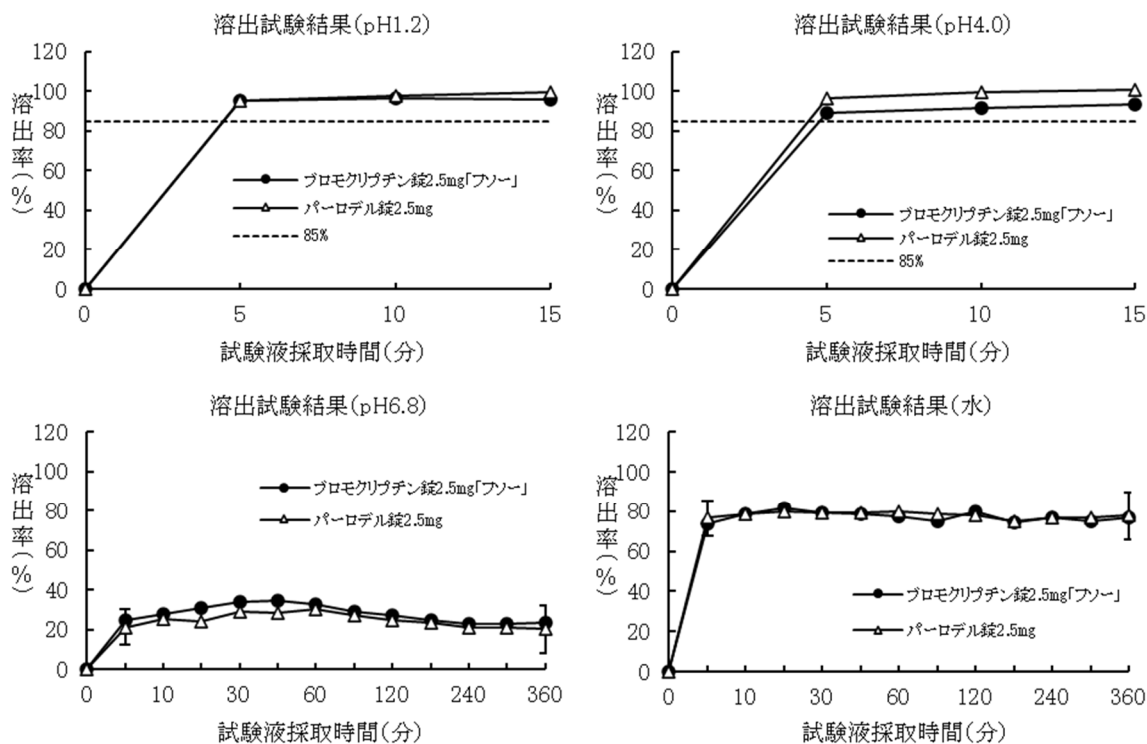 溶出試験結果(pH1.2)
120
100
80
60
40
20
0
溶出率(%)
ブロモクリプチン錠2.5mg「フソー」
パーロデル錠2.5mg
85%
0 5 10 15
試験液採取時間(分)
溶出試験結果(pH4.0)
120
100
80
60
40
20
0
溶出率(%)
ブロモクリプチン錠2.5mg「フソー」
パーロデル錠2.5mg
85%
0 5 10 15
試験液採取時間(分)
溶出試験結果(pH6.8)
120
100
80
60
40
20
0
溶出率(%)
ブロモクリプチン錠2.5mg「フソー」
パーロデル錠2.5mg
0 10 30 60 120 240 360
試験液採取時間(分)
溶出試験結果(水)
120
100
80
60
40
20
0
溶出率(%)
ブロモクリプチン錠2.5mg「フソー」
パーロデル錠2.5mg
0 10 30 60 120 240 360
試験液採取時間(分)